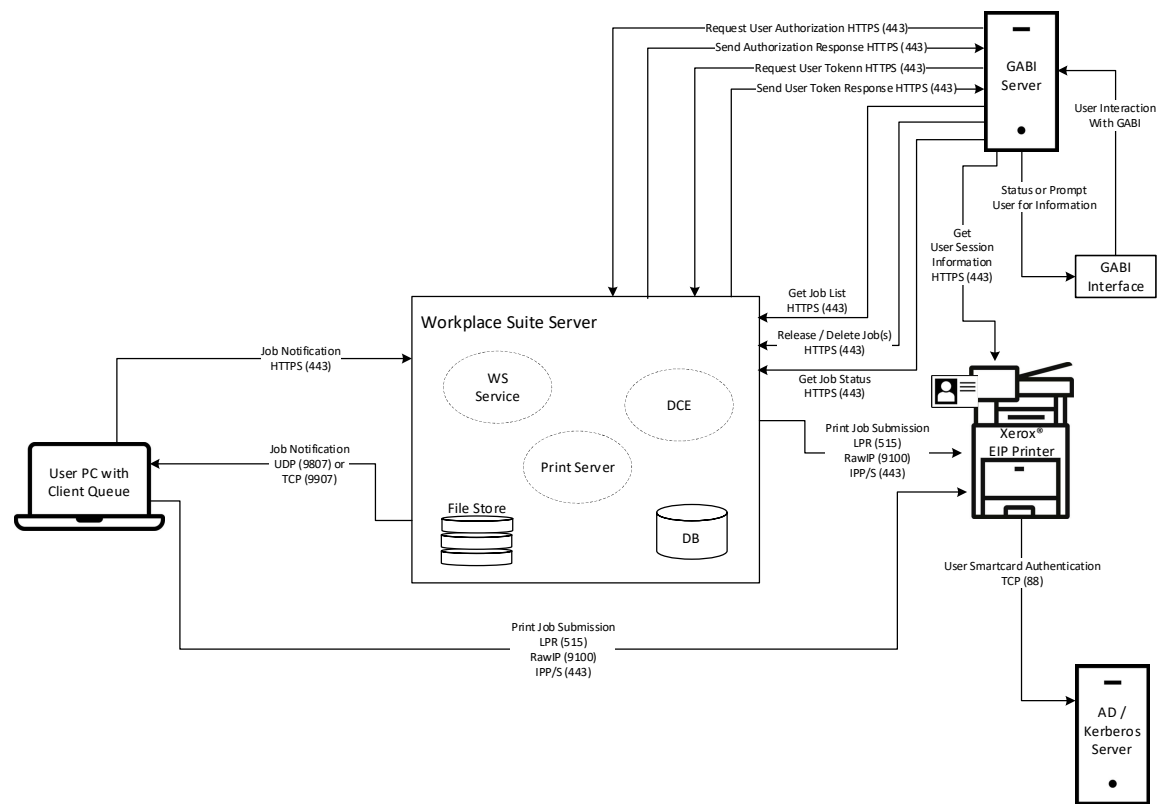 Request User Authorization HTTPS (443)
Send Authorization Response HTTPS (443)
Request User Tokenn HTTPS (443)
Send User Token Response HTTPS (443)
GABI
Server
User Interaction
With GABI
Status or Prompt
User for Information
Get
User Session
Information
HTTPS (443)
GABI
Interface
Get Job List
HTTPS (443)
Release / Delete Job(s)
HTTPS (443)
Get Job Status
HTTPS (443)
Workplace Suite Server
WS
Service
DCE
Print Server
File Store
DB
Job Notification
HTTPS (443)
User PC with
Client Queue
Job Notification
UDP (9807) or
TCP (9907)
Print Job Submission
LPR (515)
RawIP (9100)
IPP/S (443)
Xerox®
EIP Printer
User Smartcard Authentication
TCP (88)
Print Job Submission
LPR (515)
RawIP (9100)
IPP/S (443)
AD /
Kerberos
Server